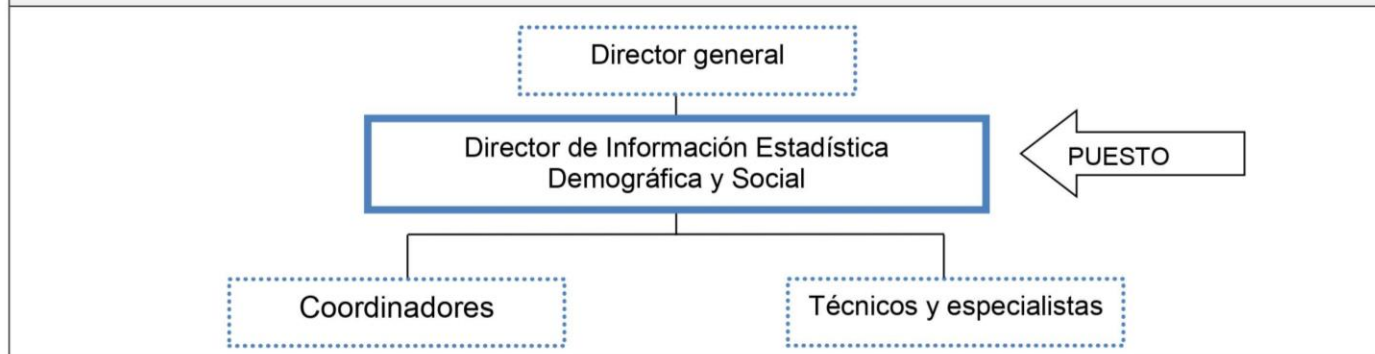 Director general
Director de Información Estadística
Demográfica y Social
PUESTO
Coordinadores
Técnicos y especialistas